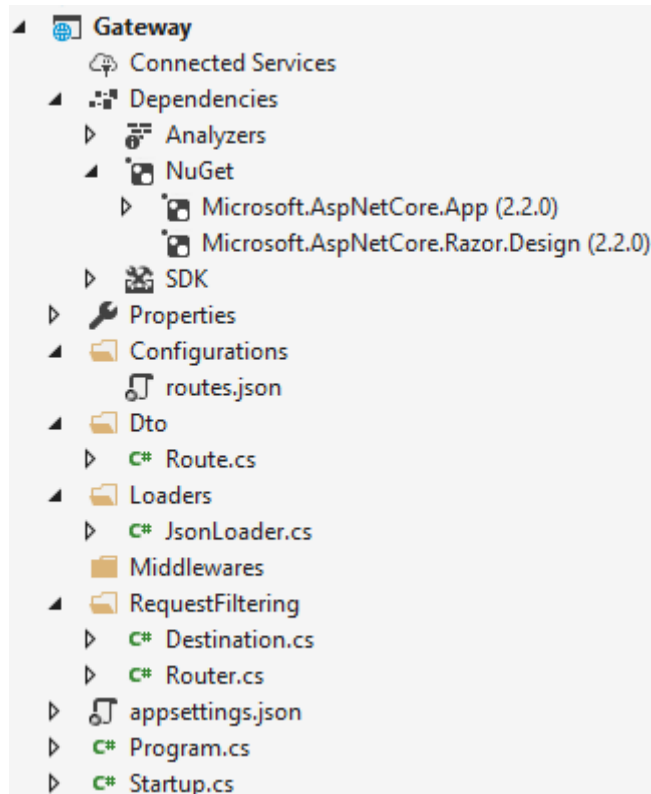 Gateway
Connected Services
Dependencies
Analyzers
NuGet
Microsoft.AspNetCore.App (2.2.0)
Microsoft.AspNetCore.Razor.Design (2.2.0)
SDK
Properties
Configurations
routes.json
Dto
C# Route.cs
Loaders
C# JsonLoader.cs
Middlewares
RequestFiltering
C# Destination.cs
C# Router.cs
appsettings.json
C# Program.cs
C# Startup.cs